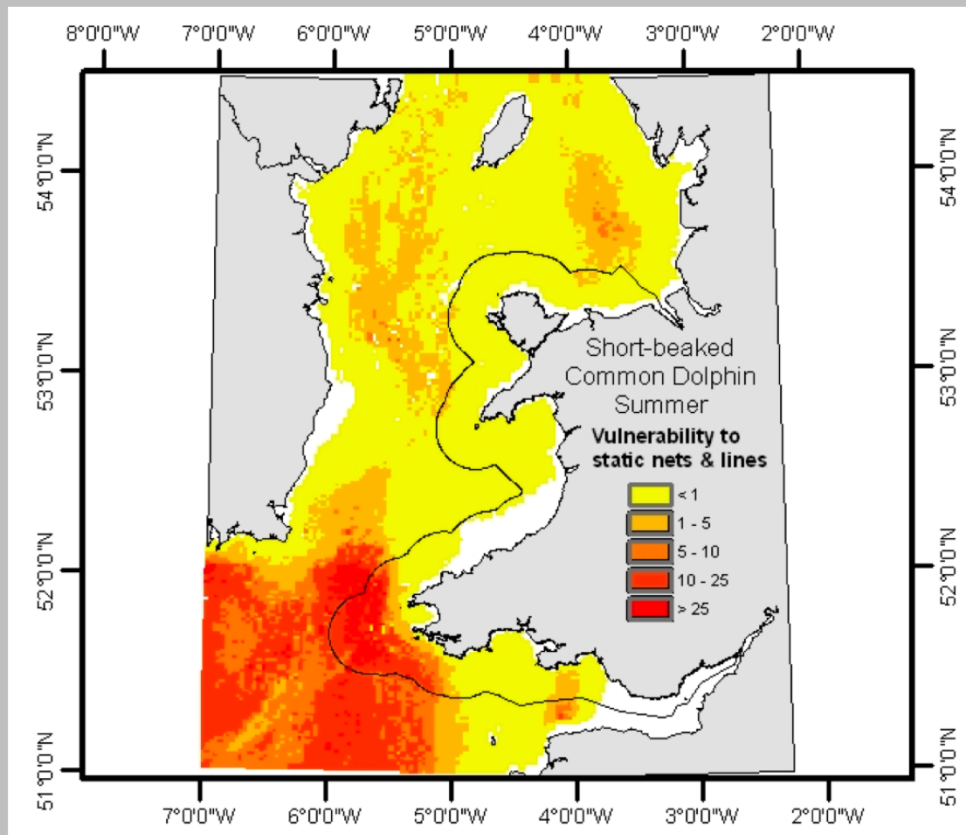 8°0'0"W 7°0'0"W 6°0'0"W 5°0'0"W 4°0'0"W 3°0'0"W 2°0'0"W
54°0'0"N 54°0'0"N
53°0'0"N 53°0'0"N
Short-beaked
Common Dolphin
Summer
Vulnerability to
static nets & lines
< 1
1 - 5
5 - 10
10 - 25
> 25
52°0'0"N 52°0'0"N
51°0'0"N 51°0'0"N
7°0'0"W 6°0'0"W 5°0'0"W 4°0'0"W 3°0'0"W 2°0'0"W